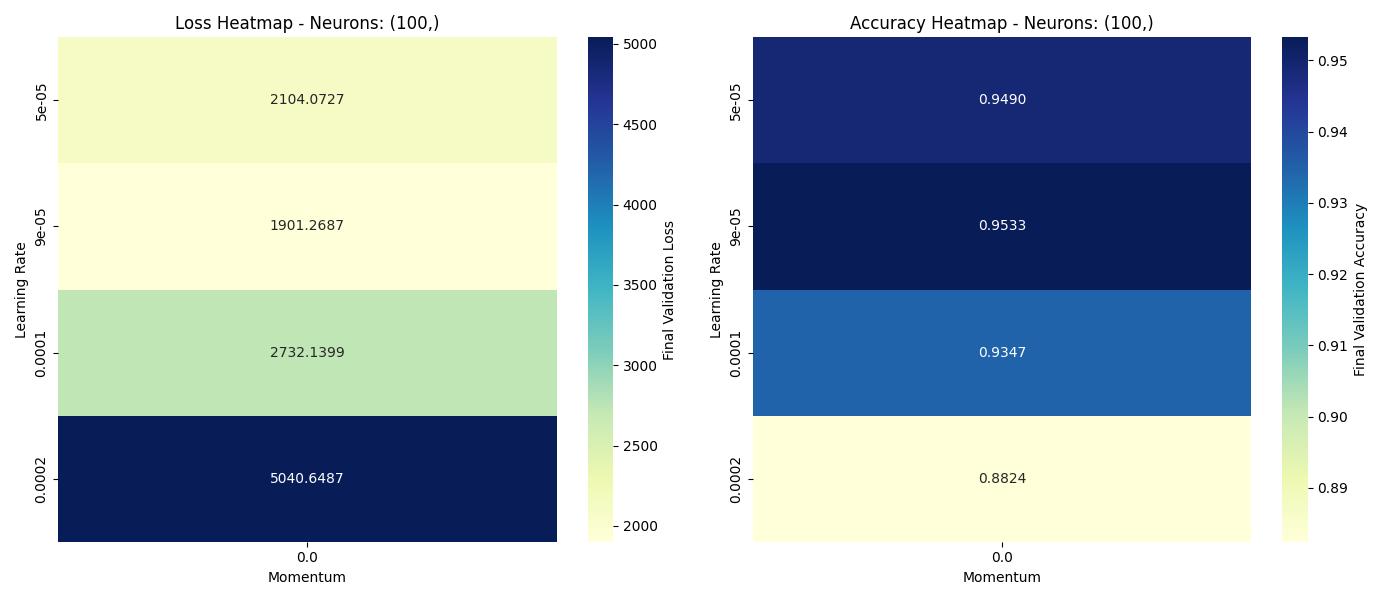 Loss Heatmap - Neurons: (100,)
Learning Rate
5e-05
9e-05
0.0001
0.0002
2104.0727
1901.2687
2732.1399
5040.6487
0.0
Momentum
5000
4500
4000
3500
3000
2500
2000
Final Validation Loss
Accuracy Heatmap - Neurons: (100,)
Learning Rate
5e-05
9e-05
0.0001
0.0002
0.9490
0.9533
0.9347
0.8824
0.0
Momentum
0.95
0.94
0.93
0.92
0.91
0.90
0.89
Final Validation Accuracy